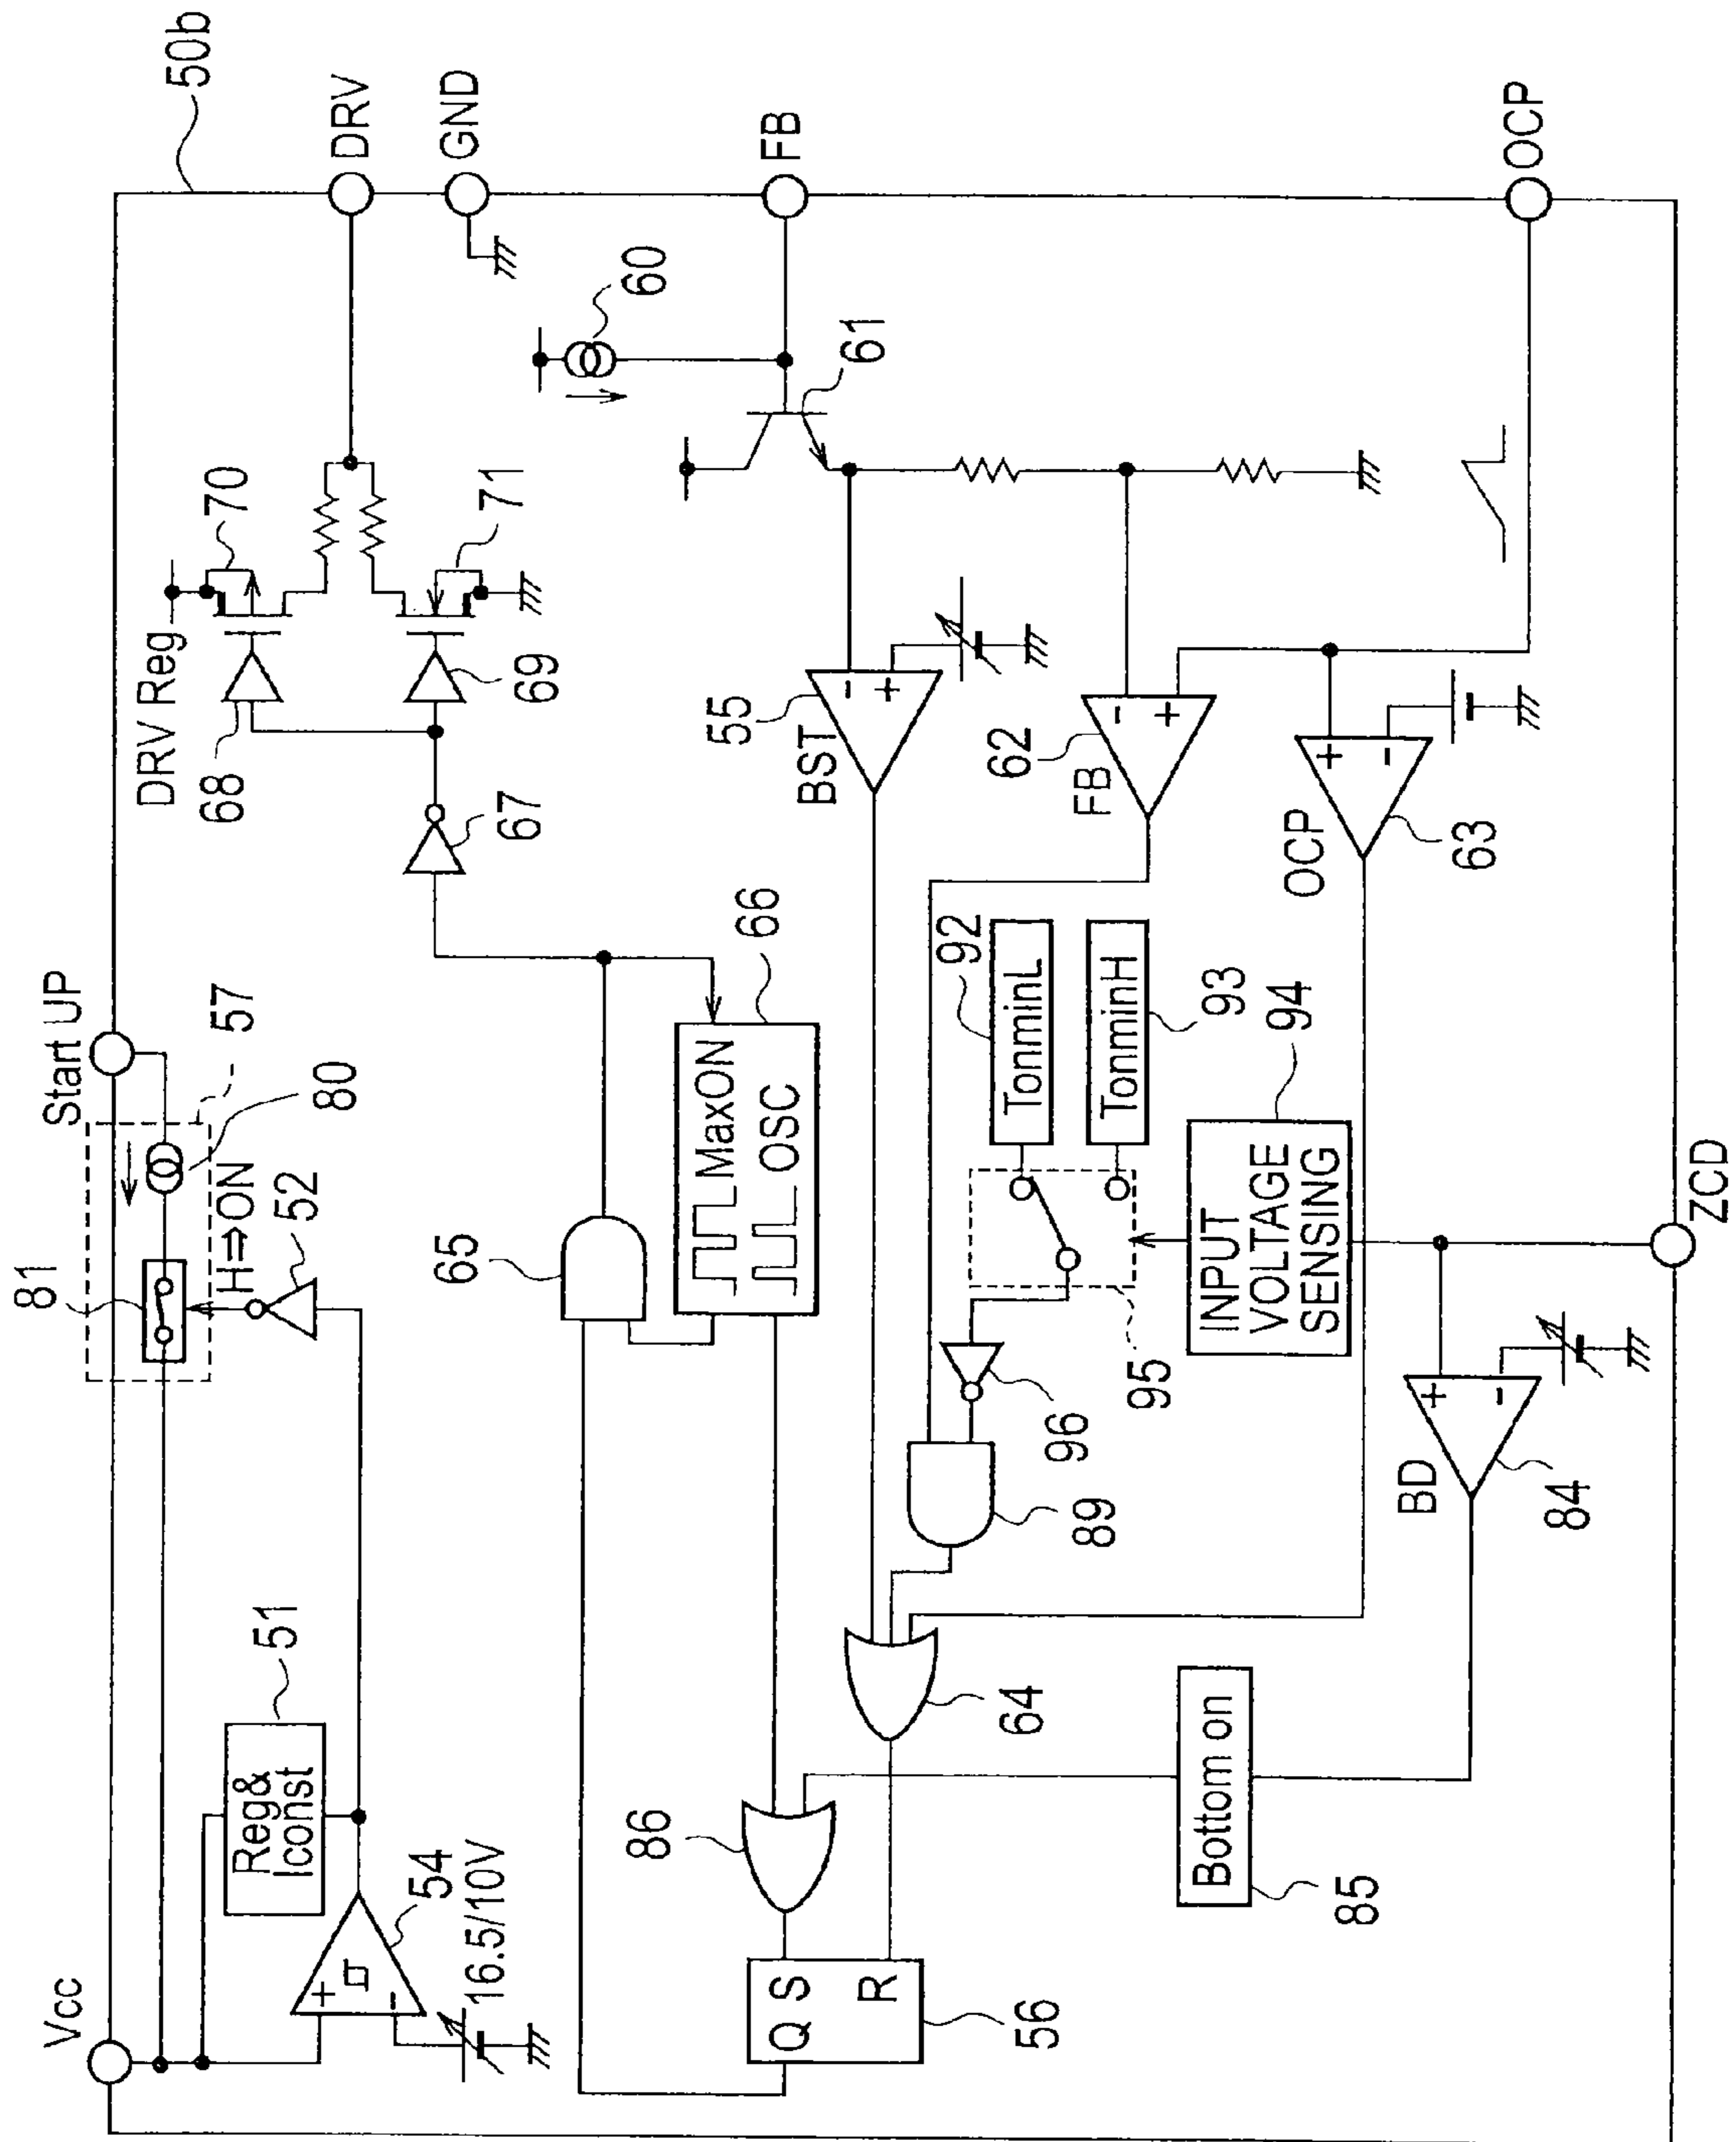 50b
Vcc
Start UP
DRV
GND
FB
OCP
ZCD
81
57
80
H⇒ON
52
51
Reg&
Iconst
54
16.5/10V
DRV Reg
70
68
71
69
67
60
61
65
66
MaxON
OSC
55
BST
62
FB
OCP
63
92
TonminL
TonminH
93
94
INPUT
VOLTAGE
SENSING
95
96
89
BD
84
64
86
Bottom on
85
Q S
R
56
+
-
-
+
-
+
+
-
+
-